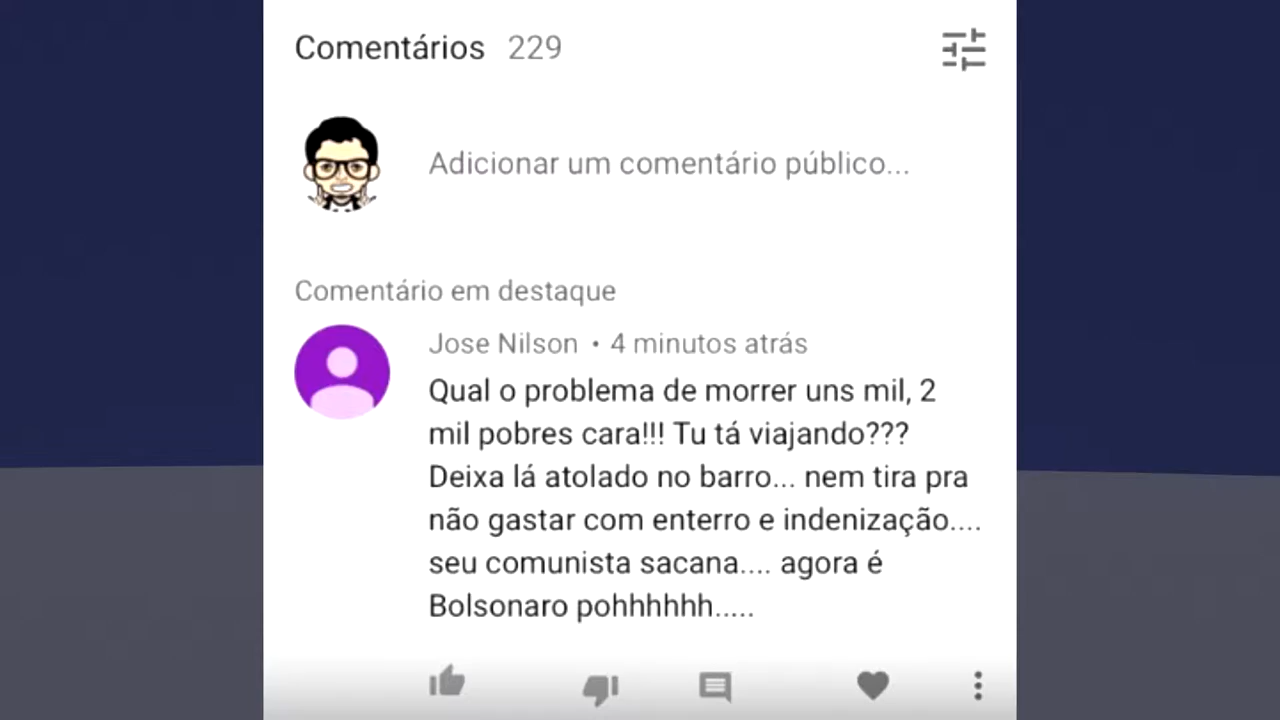 Comentários 229
Adicionar um comentário público...
Comentário em destaque
Jose Nilson • 4 minutos atrás
Qual o problema de morrer uns mil, 2
mil pobres cara!!! Tu tá viajando???
Deixa lá atolado no barro... nem tira pra
não gastar com enterro e indenização....
seu comunista sacana.... agora é
Bolsonaro pohhhhhh.....